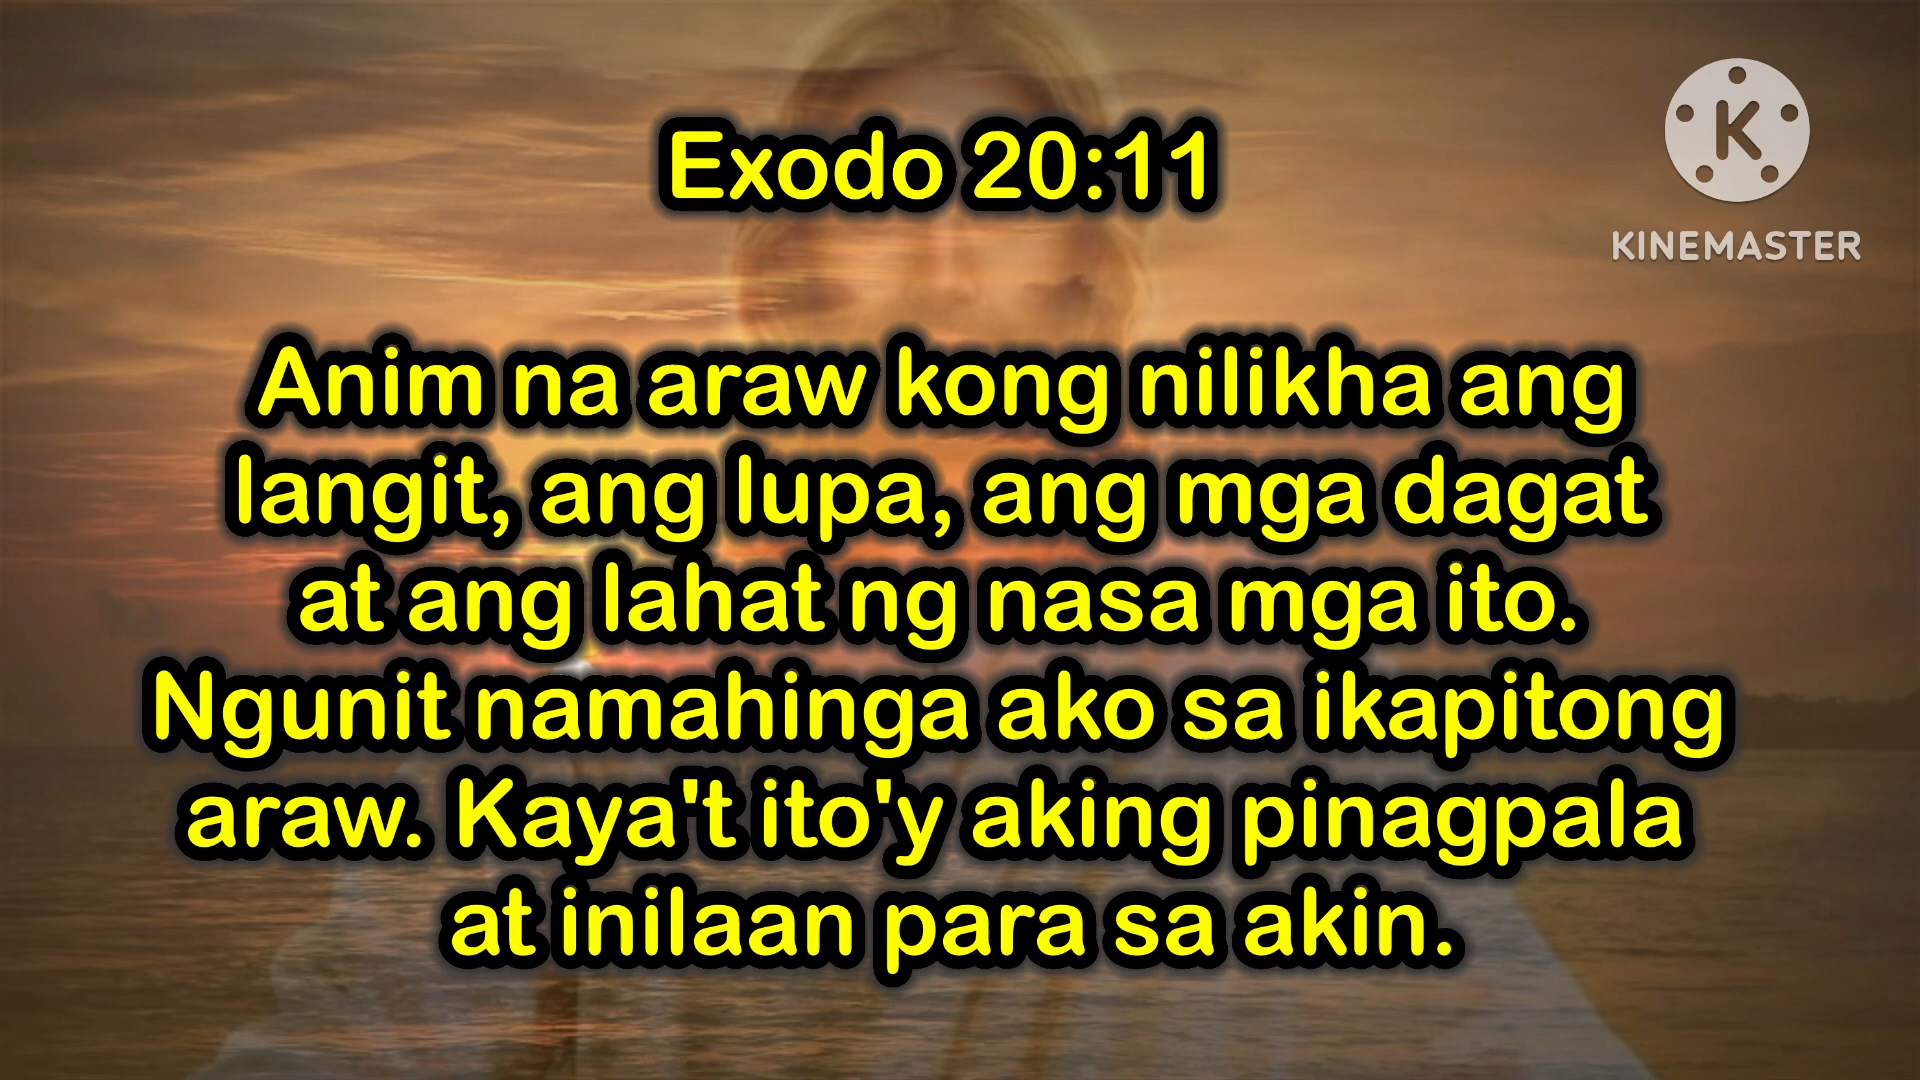 Exodo 20:11
K
KINEMASTER
Anim na araw kong nilikha ang
langit, ang lupa, ang mga dagat
at ang lahat ng nasa mga ito.
Ngunit namahinga ako sa ikapitong
araw. Kaya't ito'y aking pinagpala
at inilaan para sa akin.